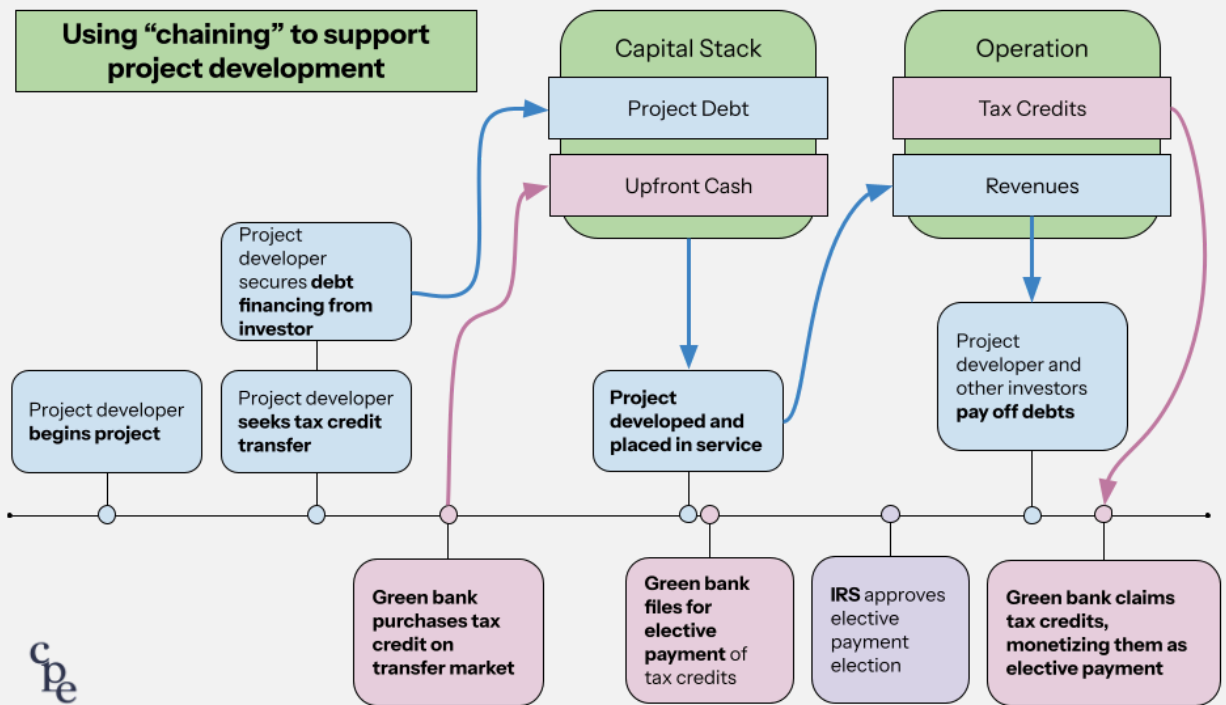 Using “chaining” to support
project development
Capital Stack
Project Debt
Upfront Cash
Operation
Tax Credits
Revenues
Project
developer
secures debt
financing from
investor
Project developer
begins project
Project developer
seeks tax credit
transfer
Project
developed and
placed in service
Project
developer and
other investors
pay off debts
Green bank
purchases tax
credit on
transfer market
Green bank
files for
elective
payment of
tax credits
IRS approves
elective
payment
election
Green bank claims
tax credits,
monetizing them as
elective payment
cpe